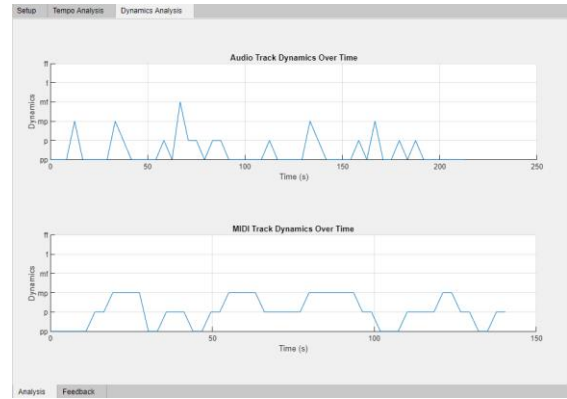 Setup Tempo Analysis Dynamics Analysis
Audio Track Dynamics Over Time
ff
f
mf
mp
p
pp
Dynamics
0 50 100 150 200 250
Time (s)
MIDI Track Dynamics Over Time
ff
f
mf
mp
p
pp
Dynamics
0 50 100 150
Time (s)
Analysis Feedback